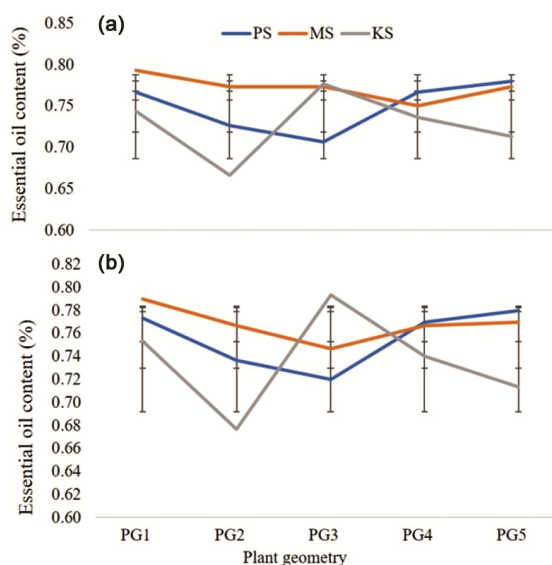 (a)
PS MS KS
Essential oil content (%)
0.85
0.80
0.75
0.70
0.65
0.60
(b)
Essential oil content (%)
0.82
0.80
0.78
0.76
0.74
0.72
0.70
0.68
0.66
0.64
0.62
0.60
PG1 PG2 PG3 PG4 PG5
Plant geometry